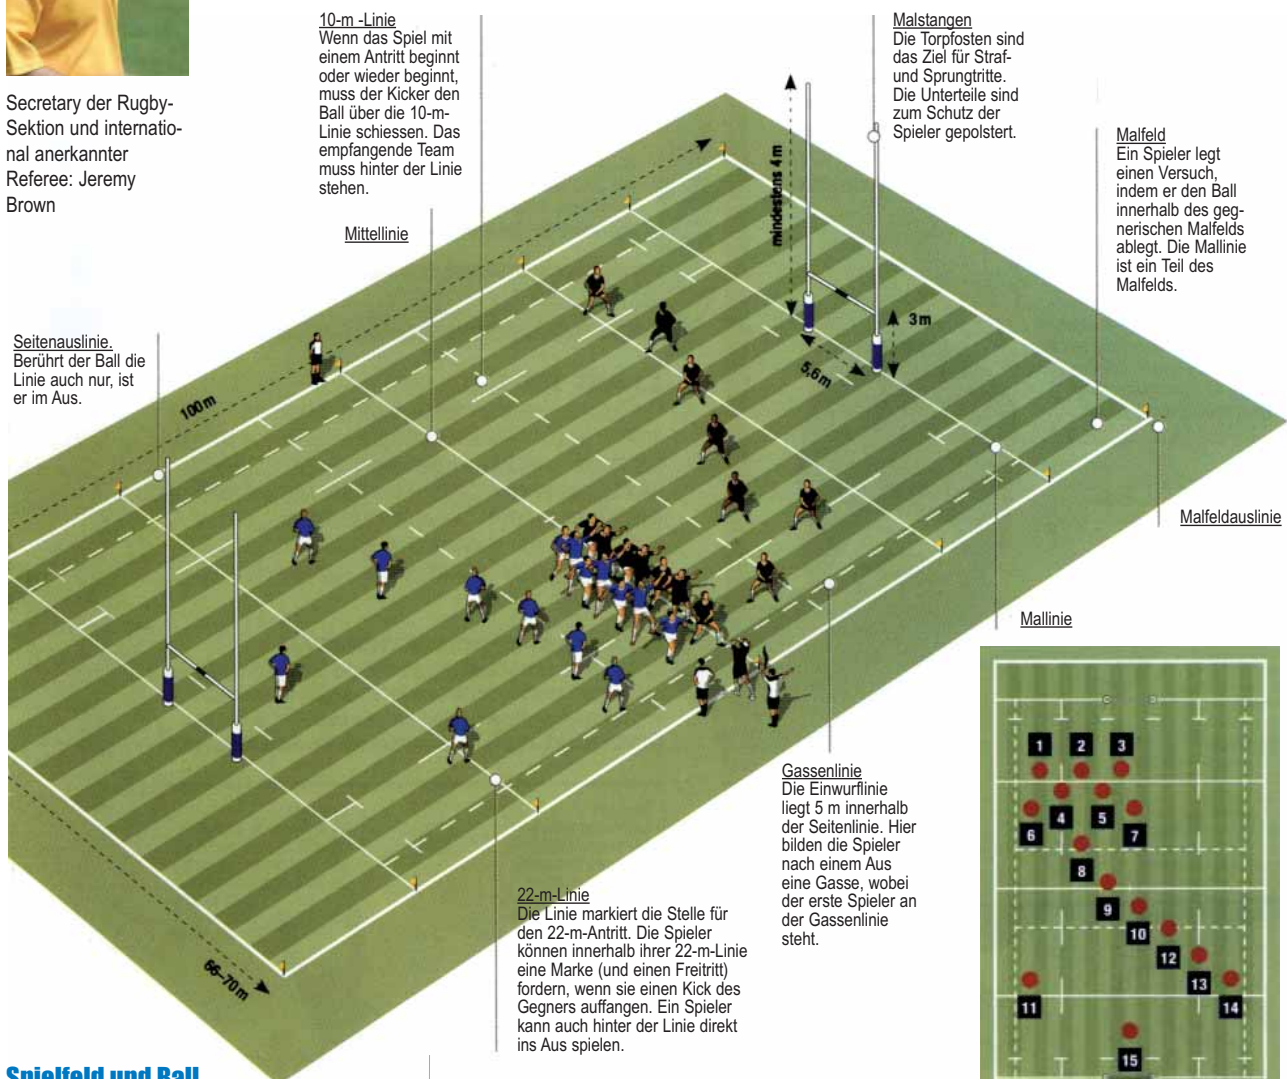 10-m -Linie
Wenn das Spiel mit
einem Antritt beginnt
oder wieder beginnt,
muss der Kicker den
Ball über die 10-m-
Linie schiessen. Das
empfangende Team
muss hinter der Linie
stehen.
Malstangen
Die Torpfosten sind
das Ziel für Straf-
und Sprungtritte.
Die Unterteile sind
zum Schutz der
Spieler gepolstert.
Secretary der Rugby-
Sektion und internatio-
nal anerkannter
Referee: Jeremy
Brown
Malfeld
Ein Spieler legt
einen Versuch,
indem er den Ball
innerhalb des geg-
nerischen Malfelds
ablegt. Die Mallinie
ist ein Teil des
Malfelds.
mindestens 4 m
Mittellinie
3 m
5,6m
Seitenauslinie.
Berührt der Ball die
Linie auch nur, ist
er im Aus.
100 m
Malfeldauslinie
Mallinie
Gassenlinie
Die Einwurflinie
liegt 5 m innerhalb
der Seitenlinie. Hier
bilden die Spieler
nach einem Aus
eine Gasse, wobei
der erste Spieler an
der Gassenlinie
steht.
22-m-Linie
Die Linie markiert die Stelle für
den 22-m-Antritt. Die Spieler
können innerhalb ihrer 22-m-Linie
eine Marke (und einen Freitritt)
fordern, wenn sie einen Kick des
Gegners auffangen. Ein Spieler
kann auch hinter der Linie direkt
ins Aus spielen.
66–70 m
1 2 3
4 5
6 7
8
9
10
12
13
11 14
15
Spielfeld und Ball